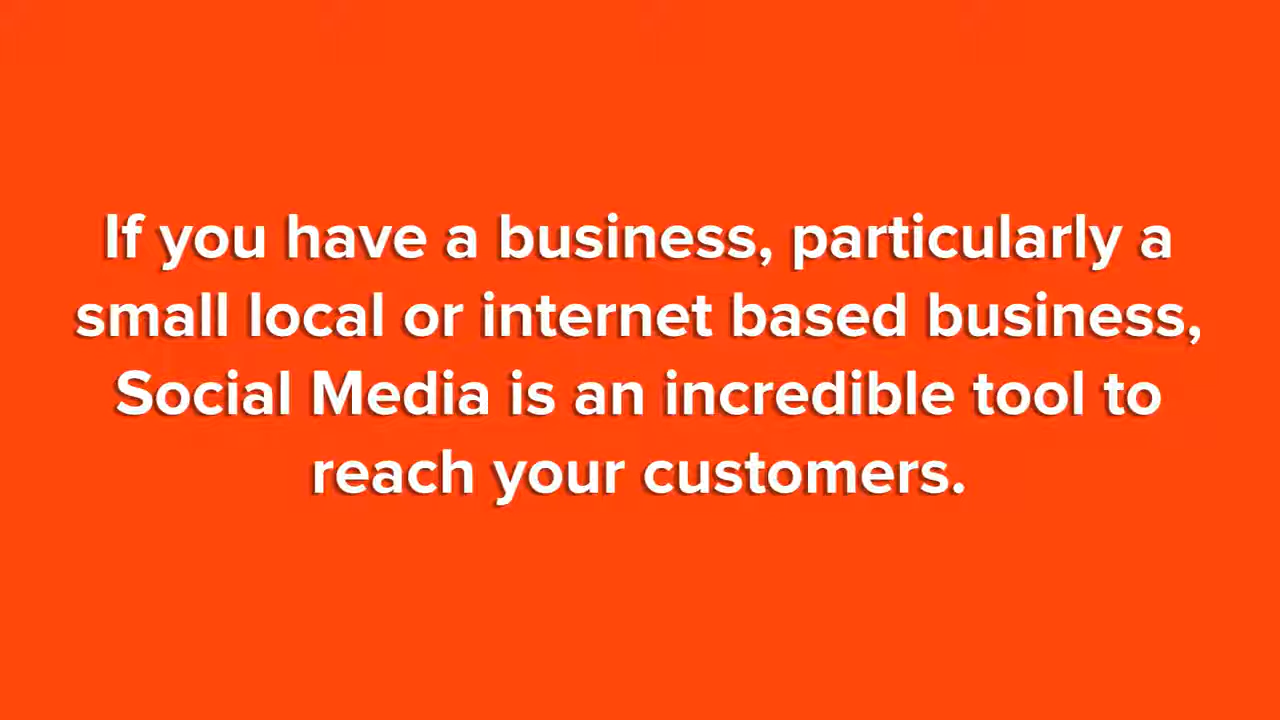 If you have a business, particularly a
small local or internet based business,
Social Media is an incredible tool to
reach your customers.